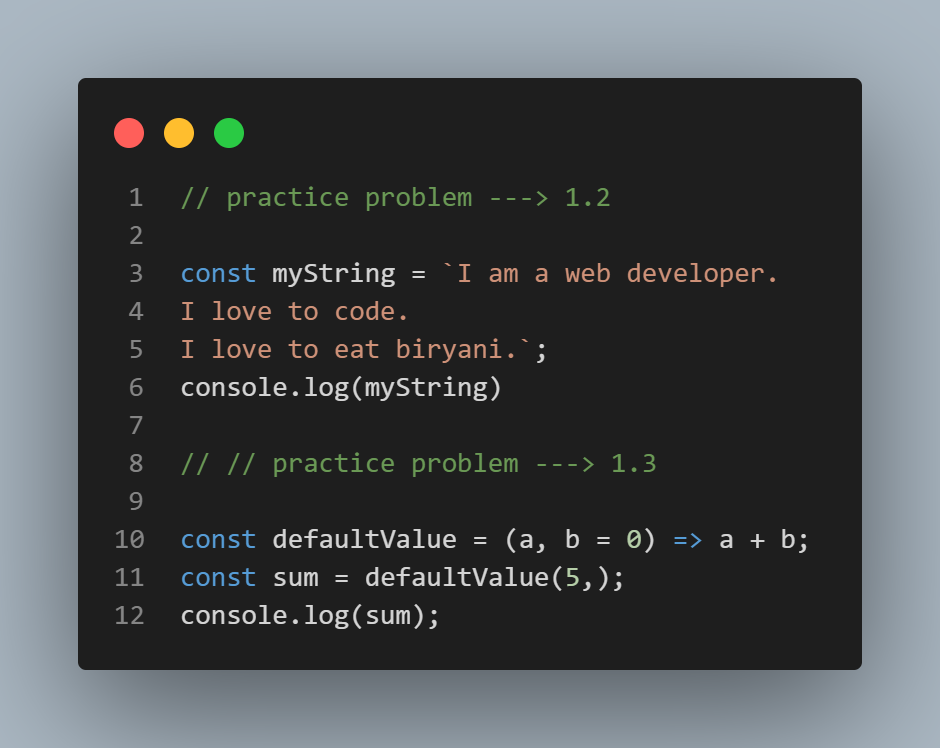 1 // practice problem ---> 1.2
2
3 const myString = `I am a web developer.
4 I love to code.
5 I love to eat biryani.`;
6 console.log(myString)
7
8 // // practice problem ---> 1.3
9
10 const defaultValue = (a, b = 0) => a + b;
11 const sum = defaultValue(5,);
12 console.log(sum);